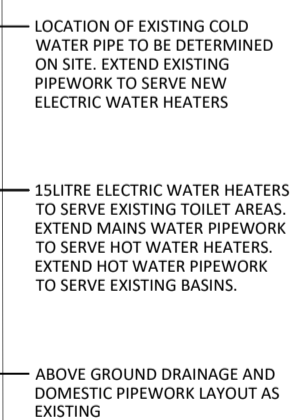 LOCATION OF EXISTING COLD
WATER PIPE TO BE DETERMINED
ON SITE. EXTEND EXISTING
PIPEWORK TO SERVE NEW
ELECTRIC WATER HEATERS
15LITRE ELECTRIC WATER HEATERS
TO SERVE EXISTING TOILET AREAS.
EXTEND MAINS WATER PIPEWORK
TO SERVE HOT WATER HEATERS.
EXTEND HOT WATER PIPEWORK
TO SERVE EXISTING BASINS.
ABOVE GROUND DRAINAGE AND
DOMESTIC PIPEWORK LAYOUT AS
EXISTING